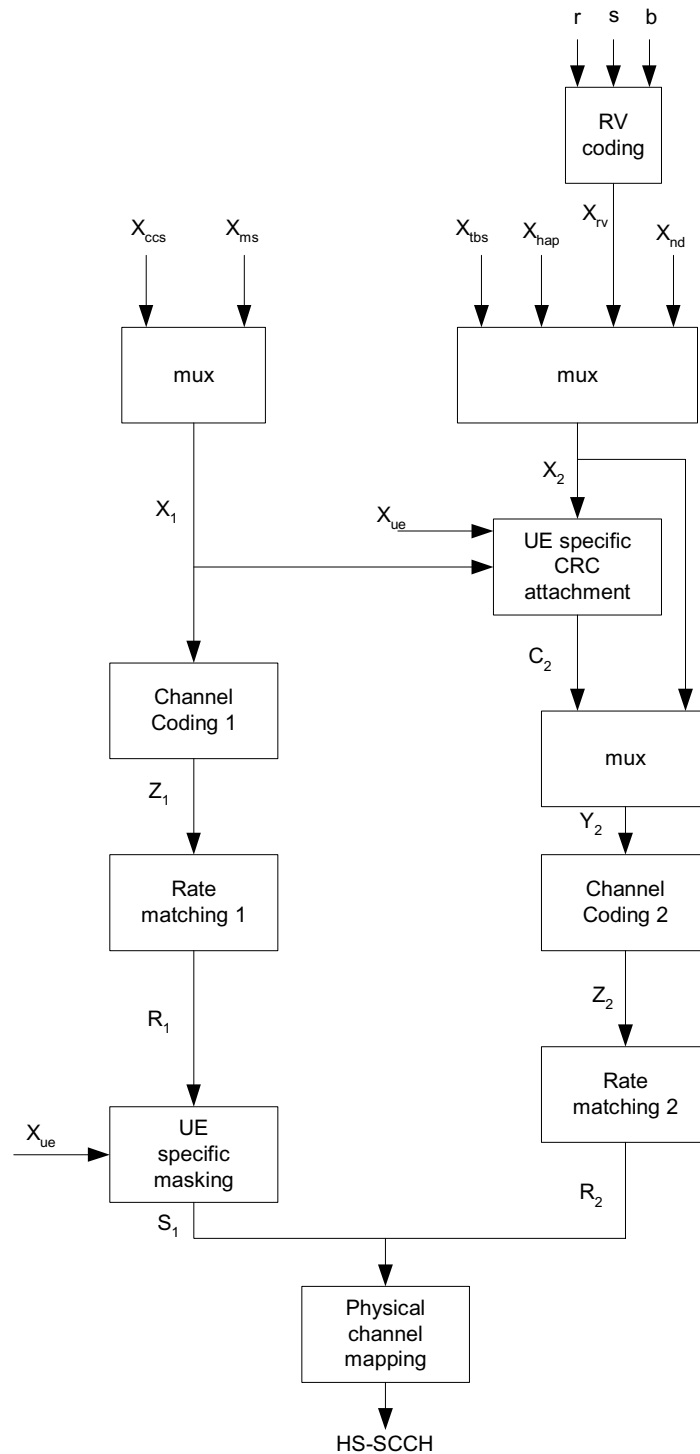 r s b
RV
coding
X_rv
X_ccs X_ms X_tbs X_hap X_nd
mux mux
X_1
X_2
X_ue
UE specific
CRC
attachment
C_2
Channel
Coding 1
mux
Z_1
Y_2
Rate
matching 1
Channel
Coding 2
R_1
Z_2
Rate
matching 2
X_ue
UE
specific
masking
S_1
R_2
Physical
channel
mapping
HS-SCCH